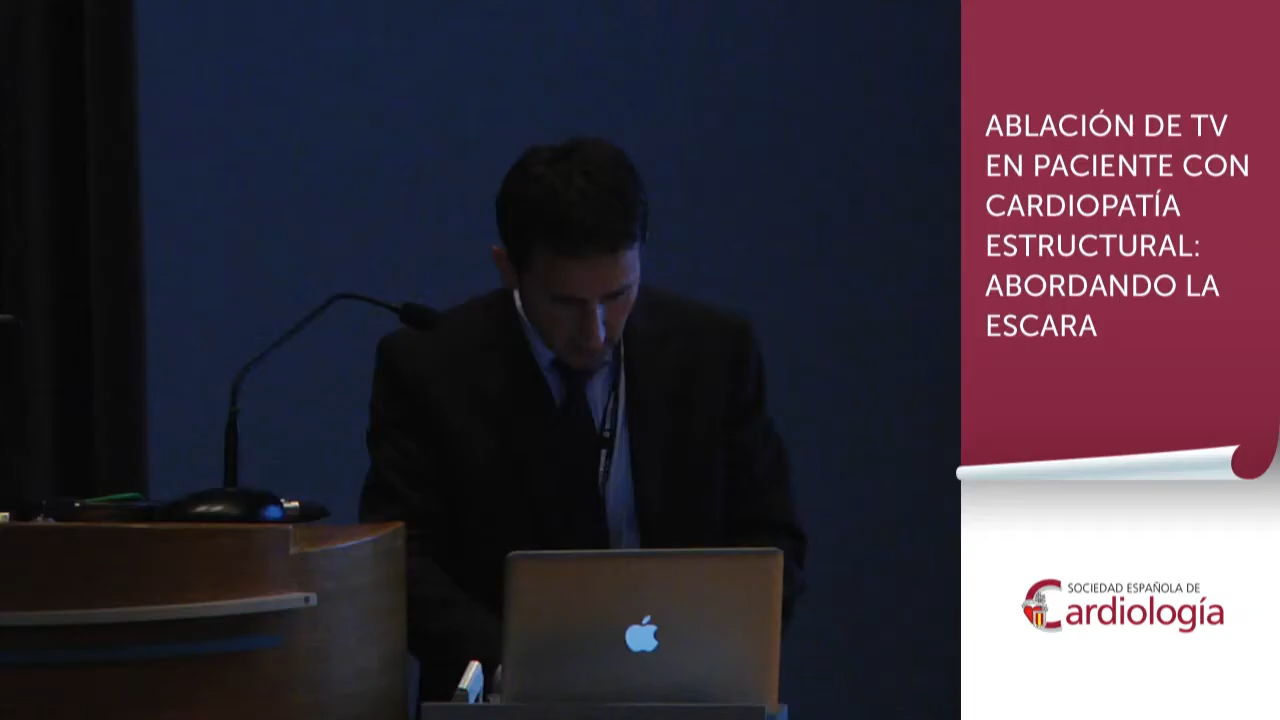 ABLACIÓN DE TV
EN PACIENTE CON
CARDIOPATÍA
ESTRUCTURAL:
ABORDANDO LA
ESCARA
SOCIEDAD ESPAÑOLA DE
Cardiología